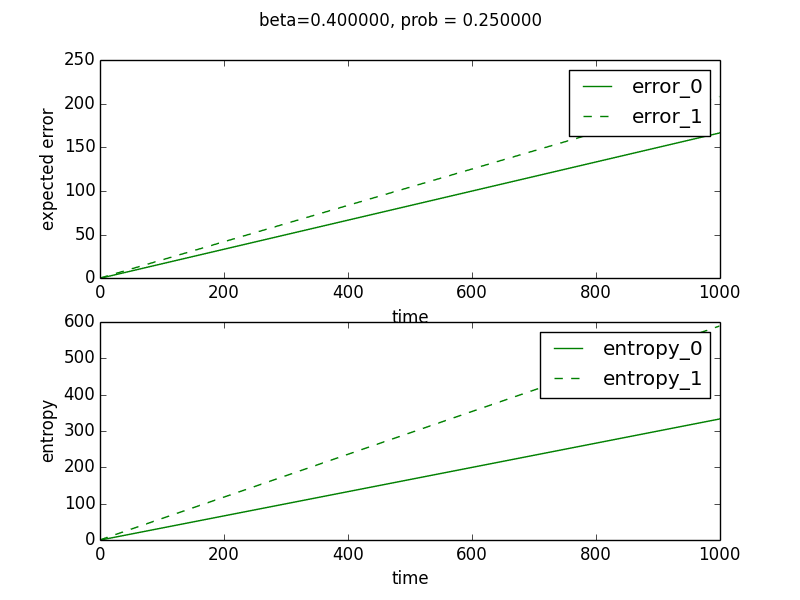 beta=0.400000, prob = 0.250000
250
200
150
100
50
0
expected error
error_0
error_1
0 200 400 600 800 1000
time
600
500
400
300
200
100
0
entropy
entropy_0
entropy_1
0 200 400 600 800 1000
time